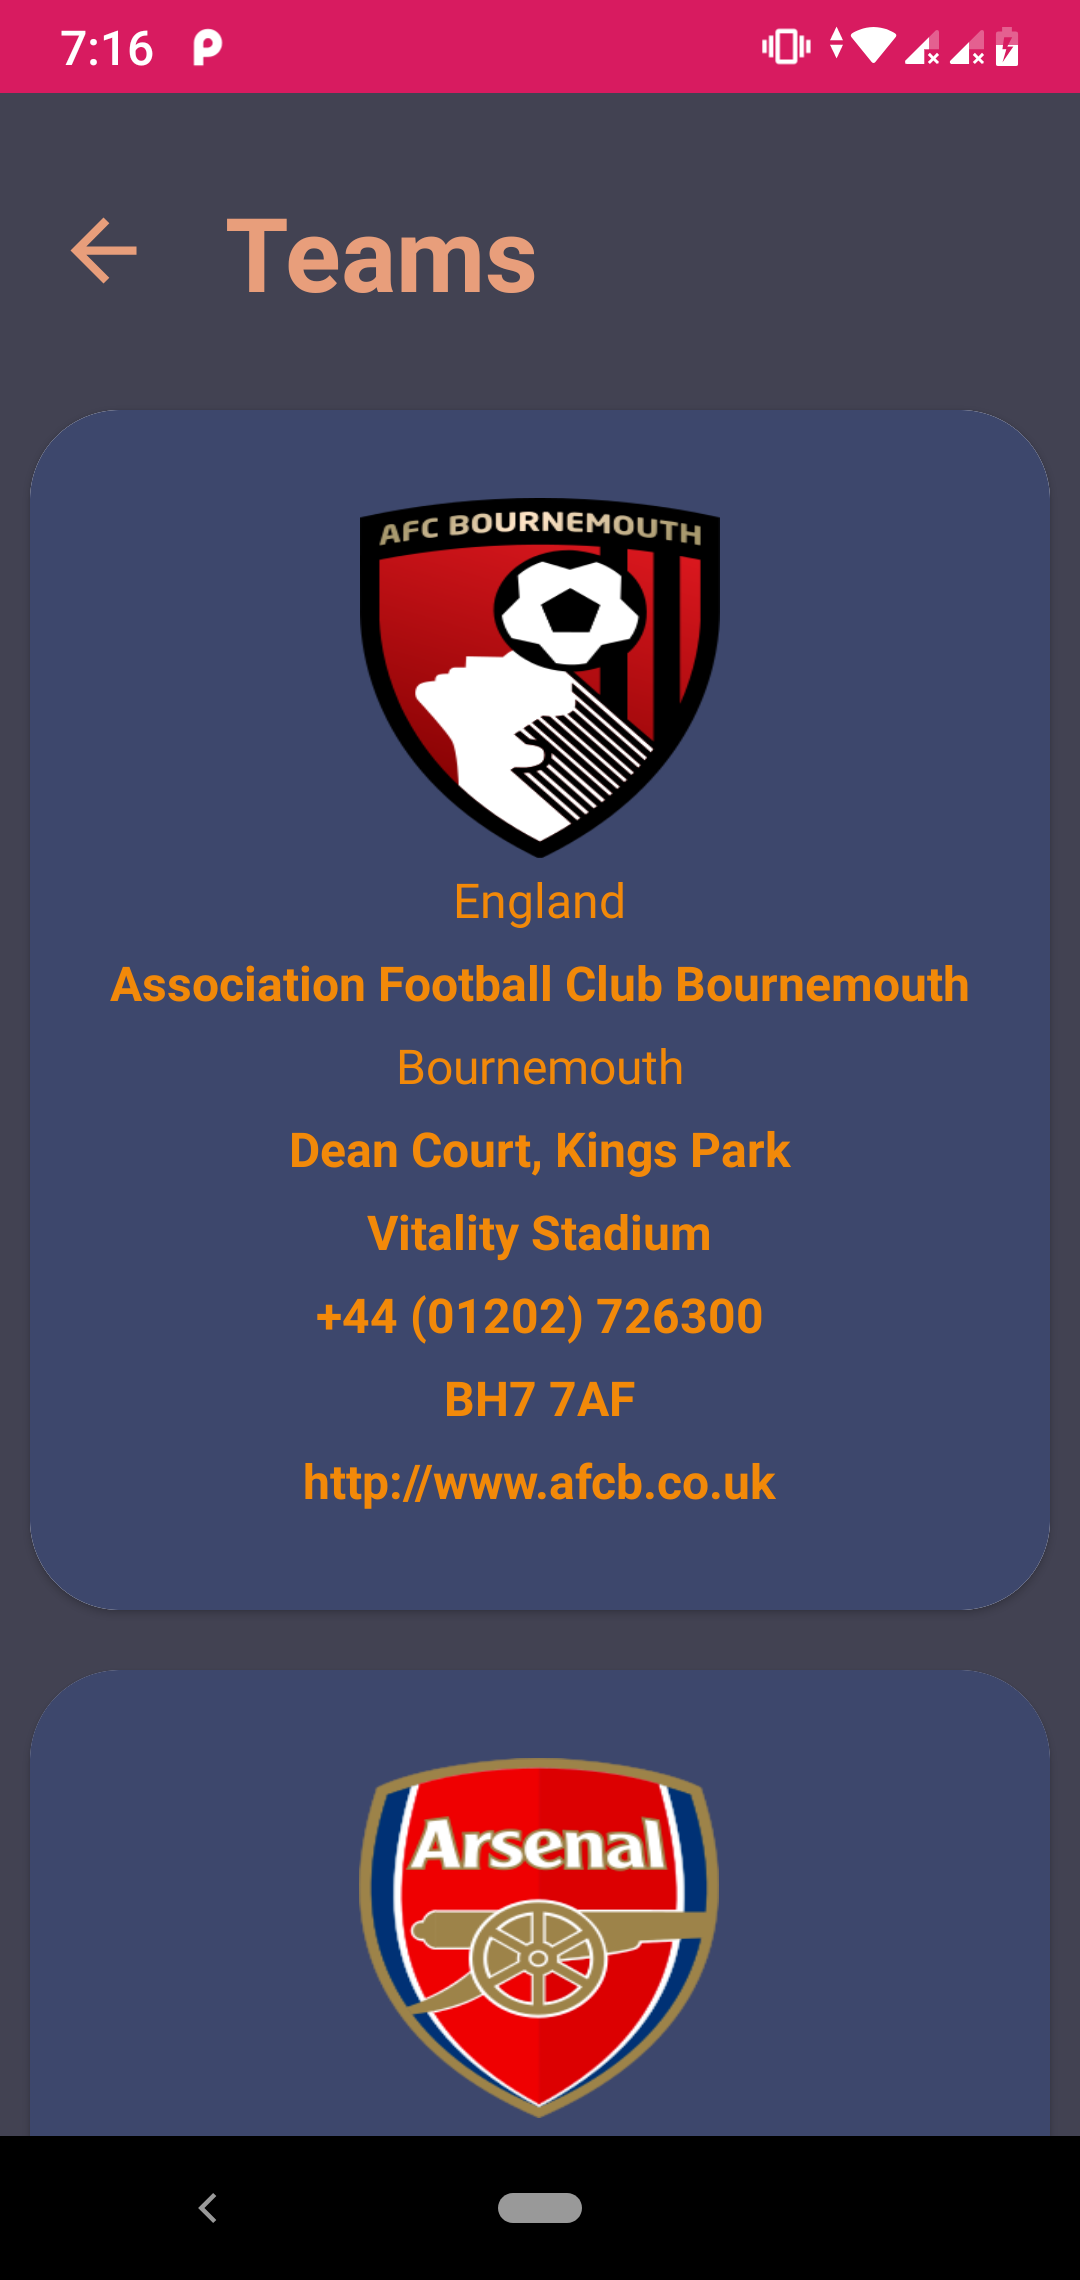 7:16
Teams
AFC BOURNEMOUTH
England
Association Football Club Bournemouth
Bournemouth
Dean Court, Kings Park
Vitality Stadium
+44 (01202) 726300
BH7 7AF
http://www.afcb.co.uk
Arsenal